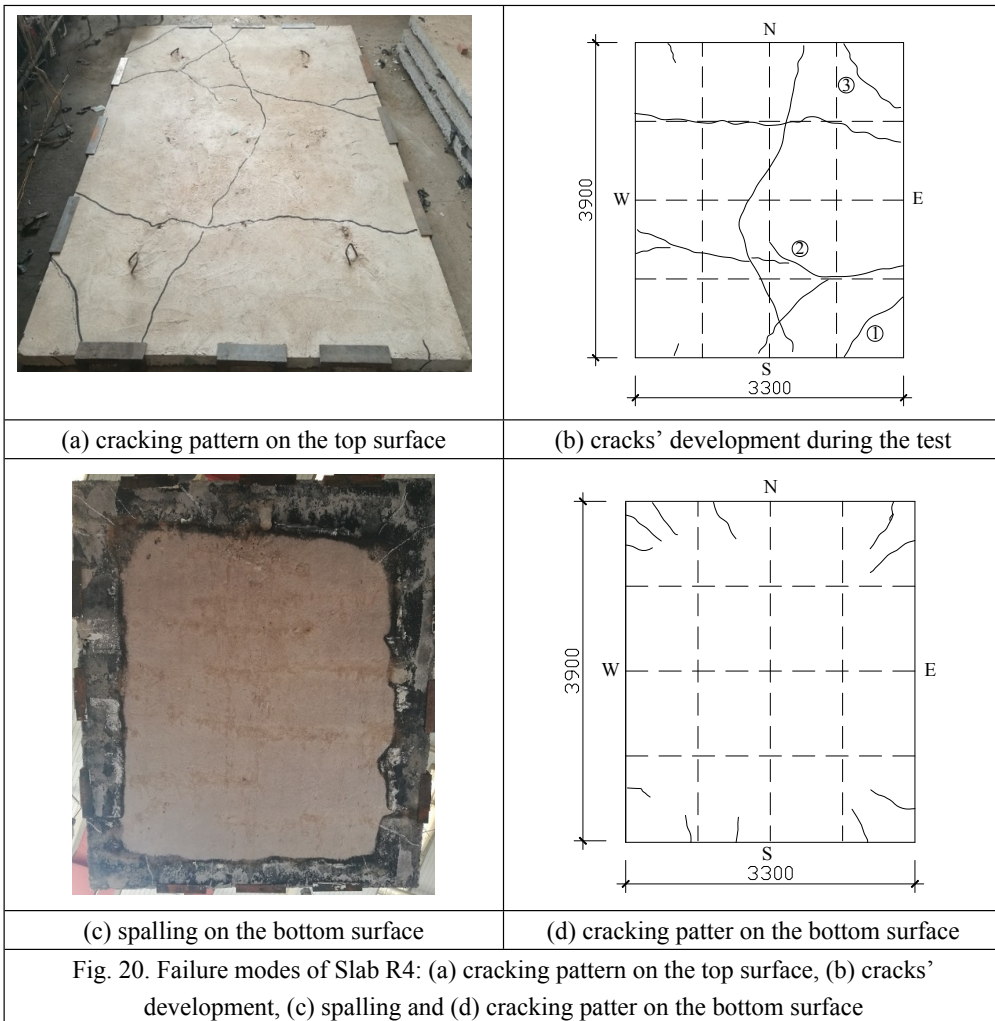 N
③
W
E
3900
②
①
S
3300
(a) cracking pattern on the top surface
(b) cracks’ development during the test
N
W
E
3900
S
3300
(c) spalling on the bottom surface
(d) cracking patter on the bottom surface
Fig. 20. Failure modes of Slab R4: (a) cracking pattern on the top surface, (b) cracks’
development, (c) spalling and (d) cracking patter on the bottom surface